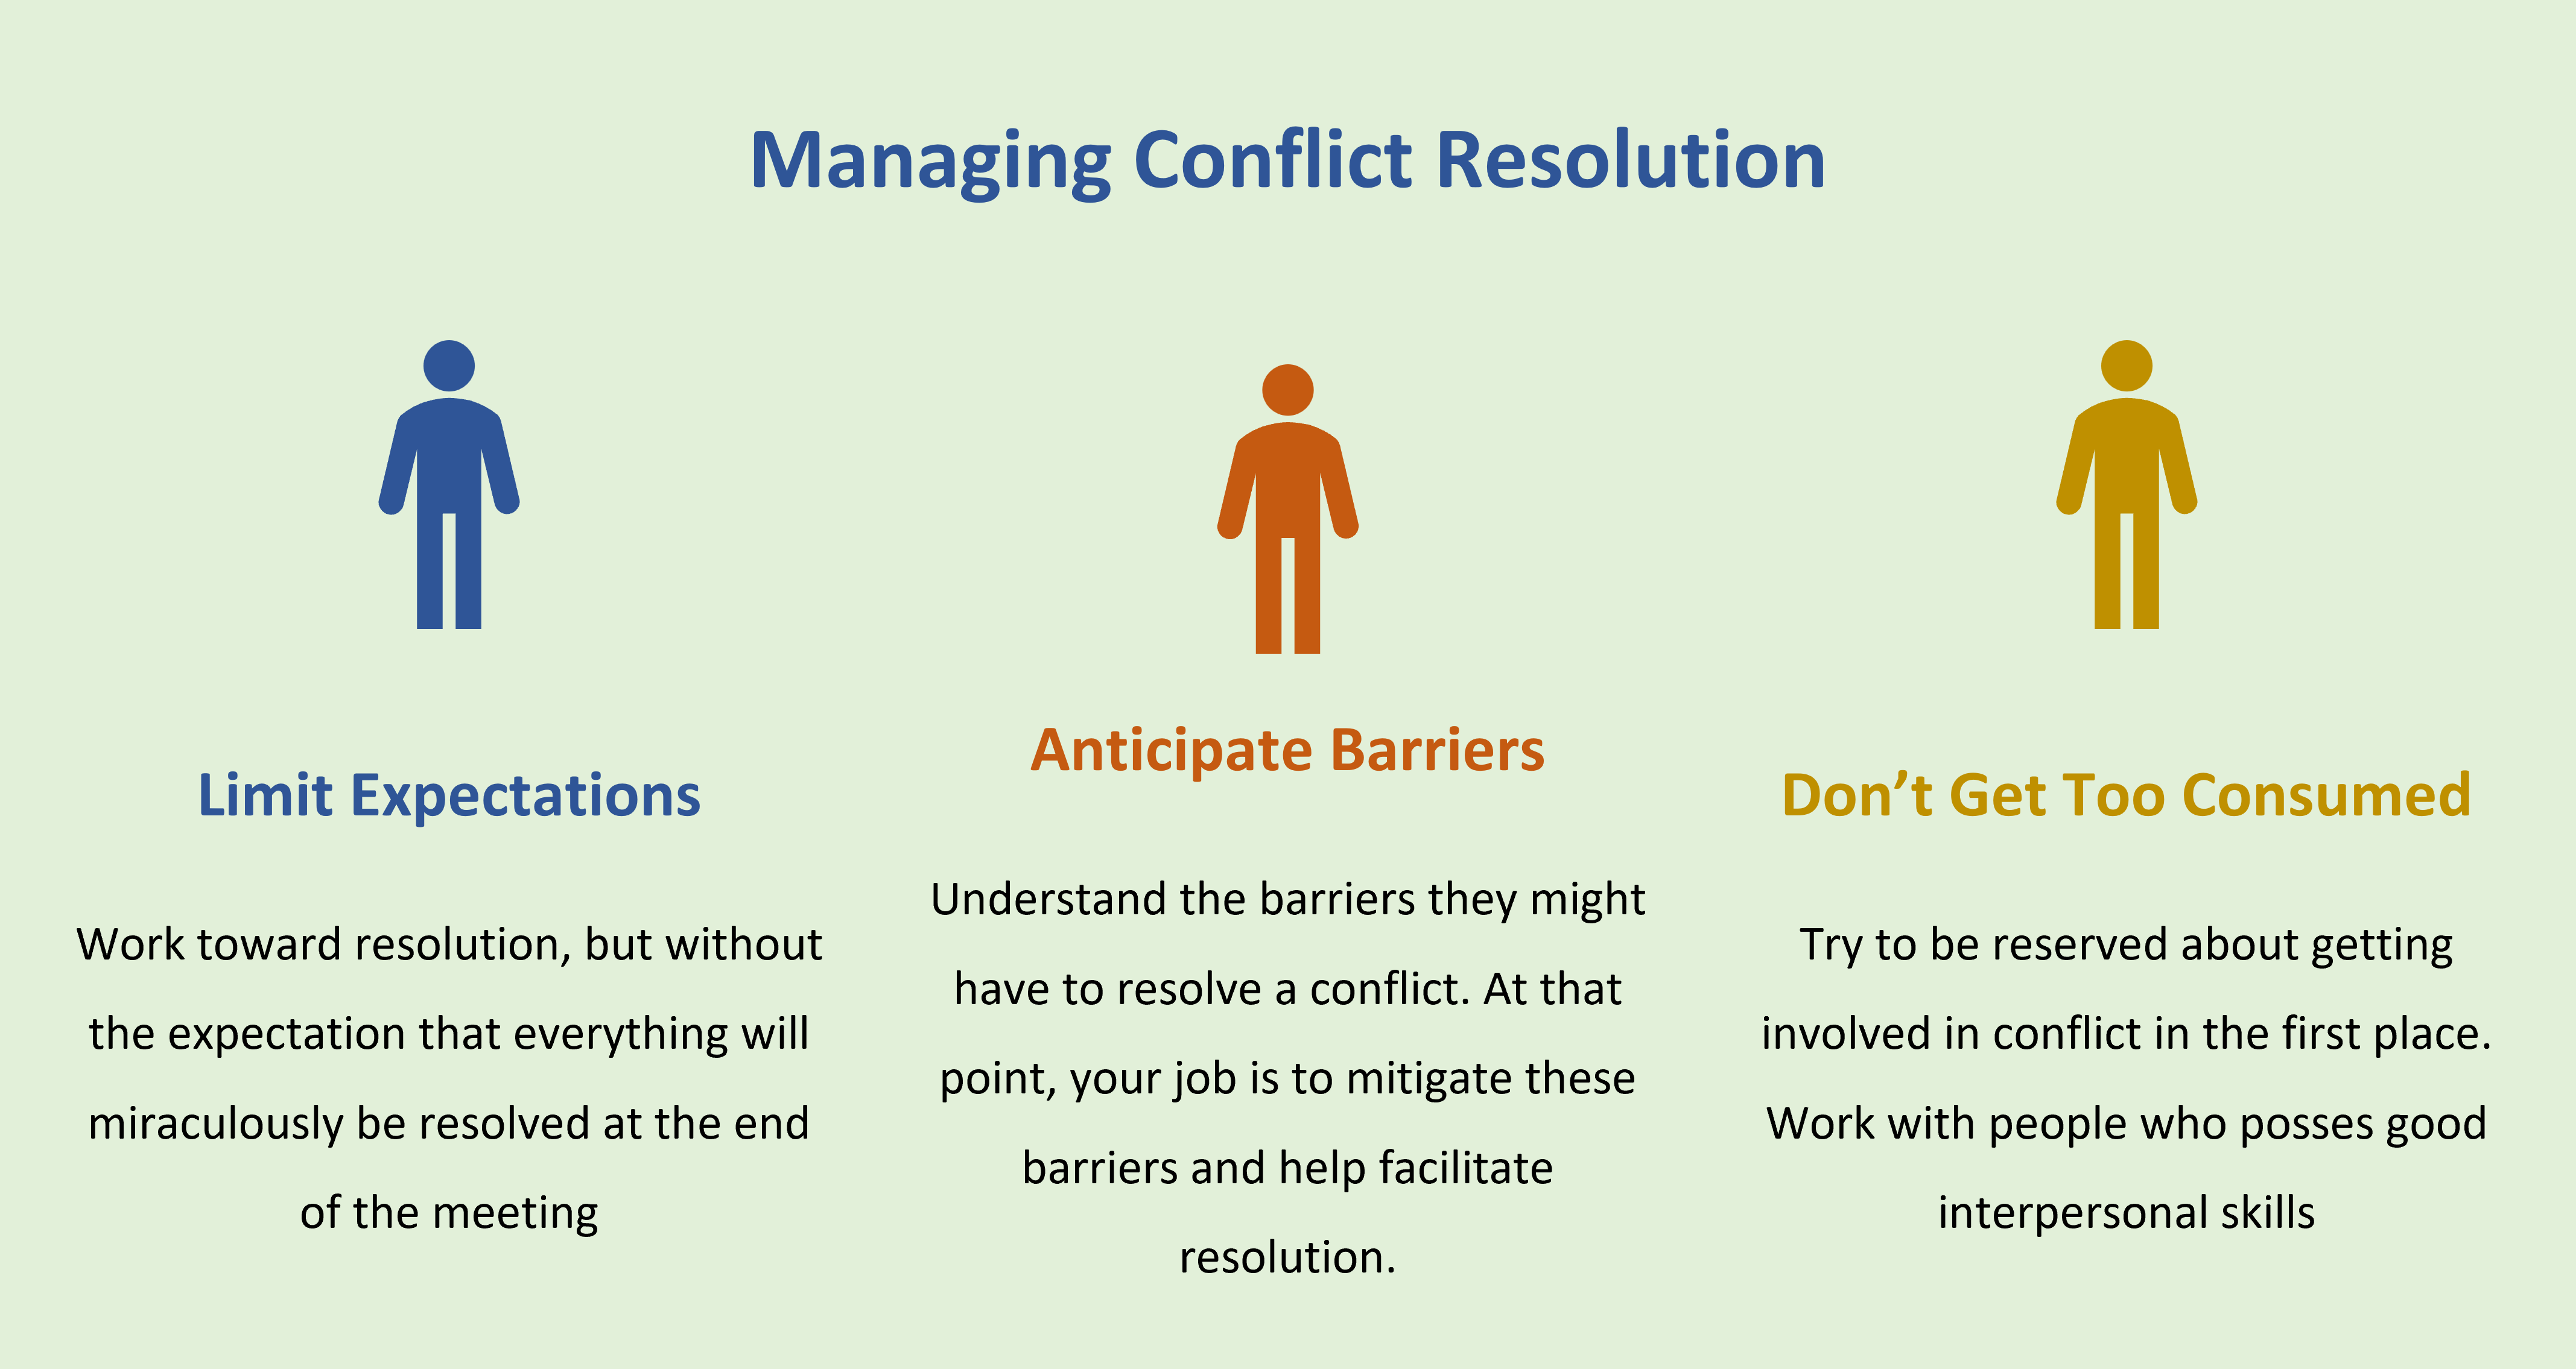 Managing Conflict Resolution
Limit Expectations
Work toward resolution, but without
the expectation that everything will
miraculously be resolved at the end
of the meeting
Anticipate Barriers
Understand the barriers they might
have to resolve a conflict. At that
point, your job is to mitigate these
barriers and help facilitate
resolution.
Don’t Get Too Consumed
Try to be reserved about getting
involved in conflict in the first place.
Work with people who posses good
interpersonal skills